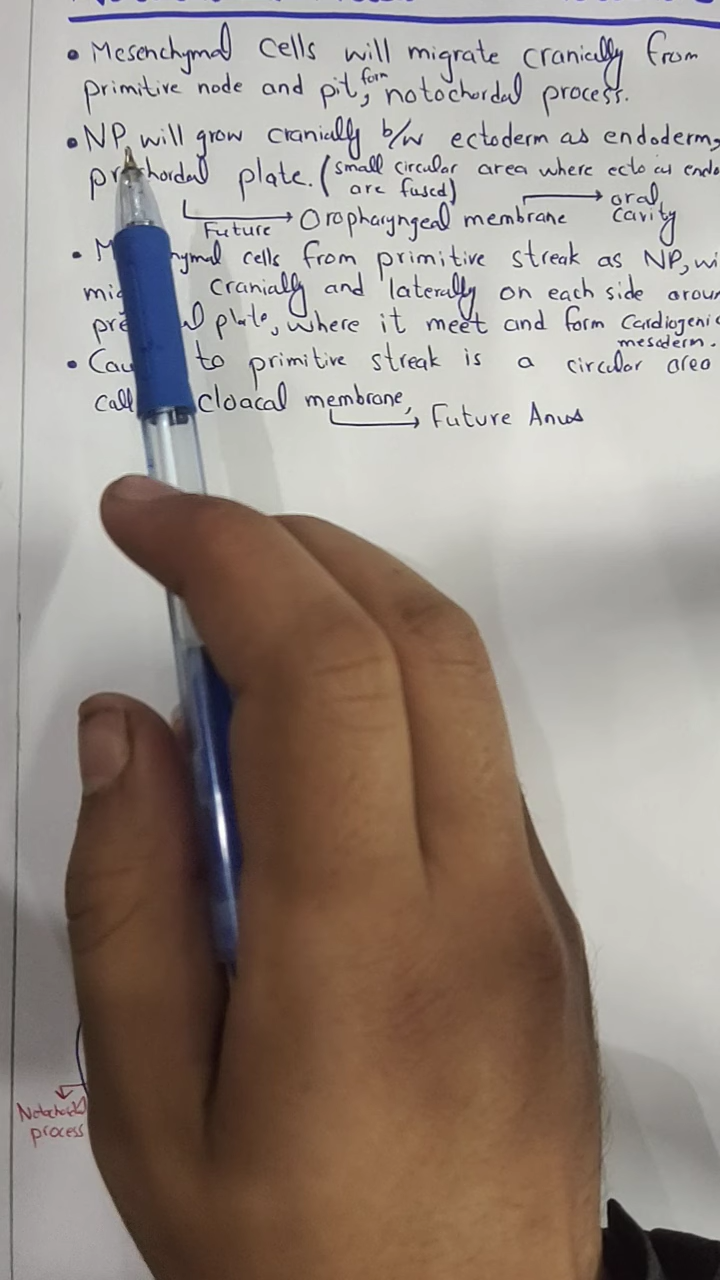 • Mesenchymal cells will migrate cranially from
primitive node and pit, form notochordal process.
• NP, will grow cranially b/w ectoderm as endoderm,
plate. (small circular area where ecto as endo
are fused)
Future → Oropharyngeal membrane → oral cavity
• cells from primitive streak as NP, wi
cranially and laterally on each side aroun
plate, where it meet and form Cardiogenic
mesoderm.
• to primitive streak is a circular area
cloacal membrane,
→ Future Anus
Notochordal
process